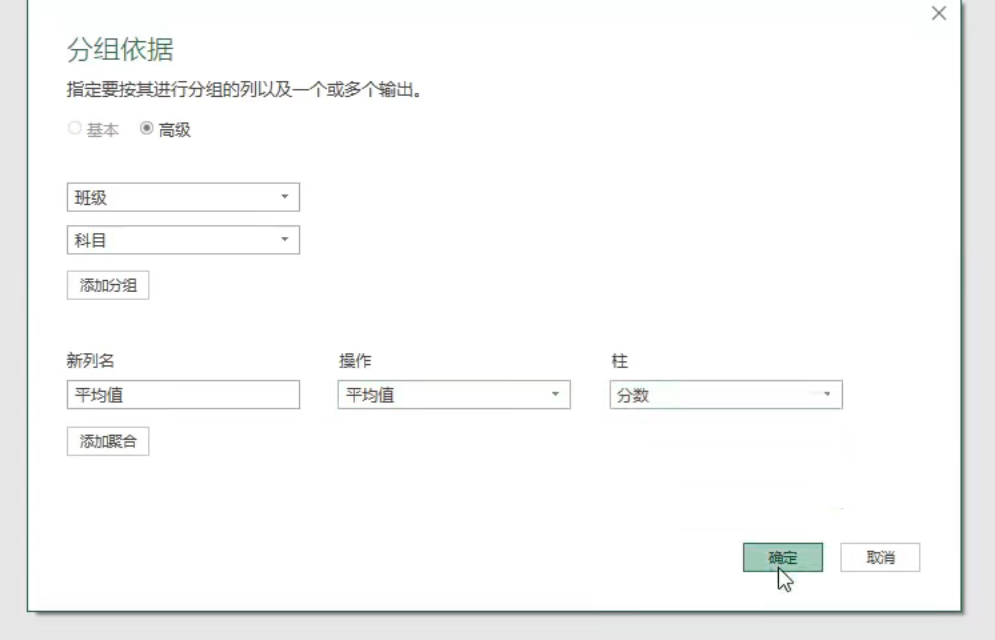 分组依据
指定要按其进行分组的列以及一个或多个输出。
基本 高级
班级
科目
添加分组
新列名 操作 柱
平均值 平均值 分数
添加聚合
确定 取消